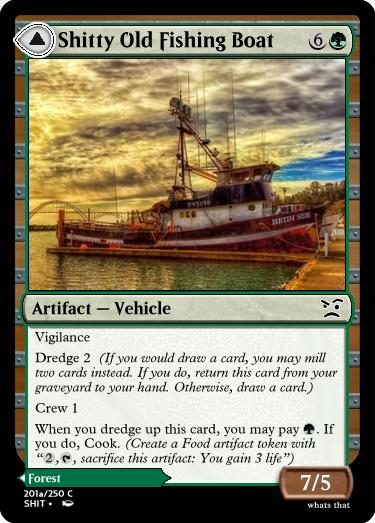 Shitty Old Fishing Boat 6
545098
HEIDI SUE
Artifact — Vehicle
Vigilance
Dredge 2 (If you would draw a card, you may mill
two cards instead. If you do, return this card from your
graveyard to your hand. Otherwise, draw a card.)
Crew 1
When you dredge up this card, you may pay . If
you do, Cook. (Create a Food artifact token with
“2, , sacrifice this artifact: You gain 3 life”)
Forest
7/5
201a/250 C
SHIT •
whats that